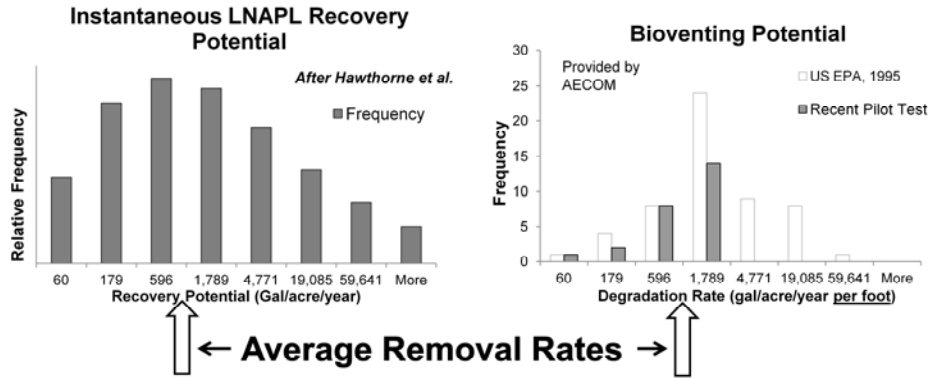 Instantaneous LNAPL Recovery
Potential
After Hawthorne et al.
Frequency
Relative Frequency
60 179 596 1,789 4,771 19,085 59,641 More
Recovery Potential (Gal/acre/year)
Bioventing Potential
Provided by
AECOM
US EPA, 1995
Recent Pilot Test
Frequency
30
25
20
15
10
5
0
60 179 596 1,789 4,771 19,085 59,641 More
Degradation Rate (gal/acre/year per foot)
Average Removal Rates